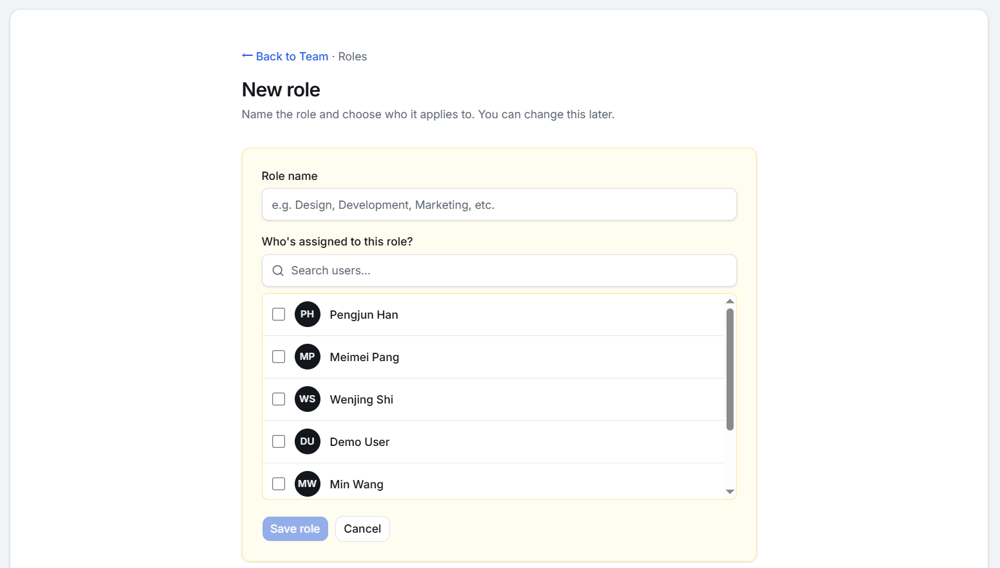 ← Back to Team · Roles
New role
Name the role and choose who it applies to. You can change this later.
Role name
e.g. Design, Development, Marketing, etc.
Who's assigned to this role?
Search users...
PH Pengjun Han
MP Meimei Pang
WS Wenjing Shi
DU Demo User
MW Min Wang
Save role Cancel